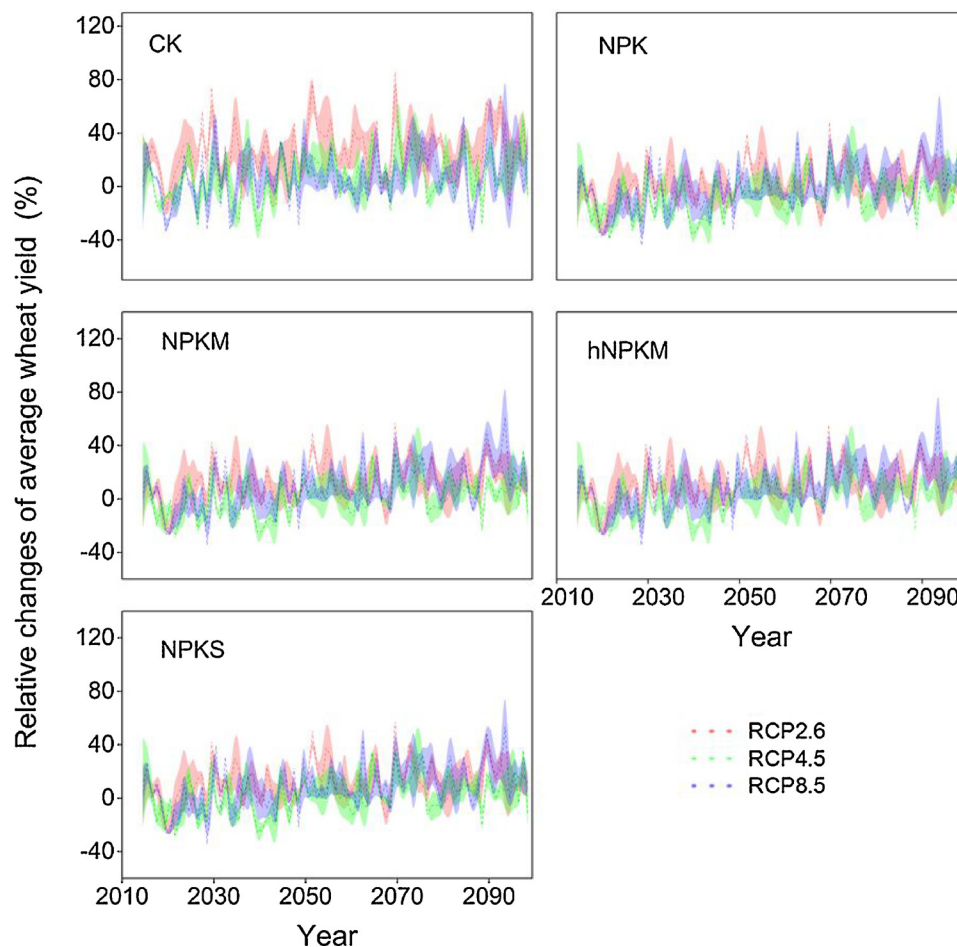 Relative changes of average wheat yield (%)
CK
120
80
40
0
-40
NPK
NPKM
120
80
40
0
-40
hNPKM
2010 2030 2050 2070 2090
Year
NPKS
120
80
40
0
-40
2010 2030 2050 2070 2090
Year
RCP2.6
RCP4.5
RCP8.5